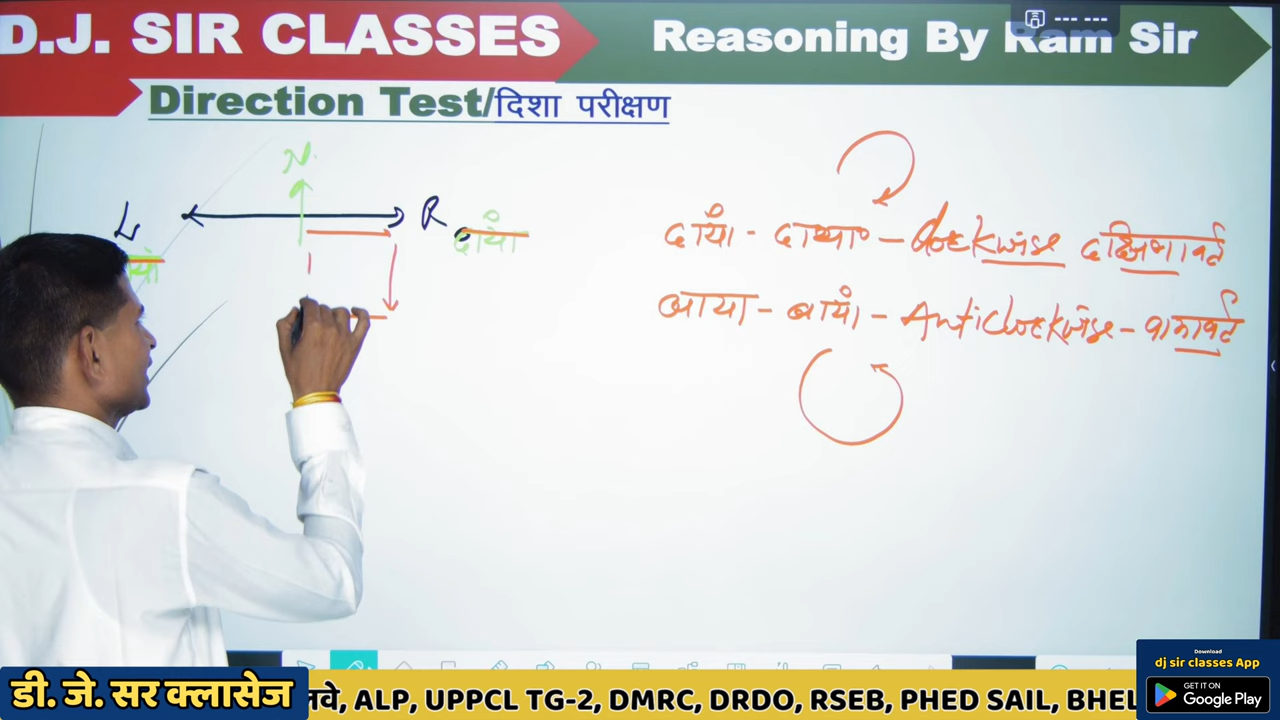 D.J. SIR CLASSES
Reasoning By Ram Sir
Direction Test/दिशा परीक्षण
N.
L
R
दांया
दांया - दाया - clockwise दक्षिणावर्त
बाया - बायां - Anticlockwise - वामावर्त
डी. जे. सर क्लासेज
लवे, ALP, UPPCL TG-2, DMRC, DRDO, RSEB, PHED SAIL, BHEL
Download
dj sir classes App
GET IT ON
Google Play